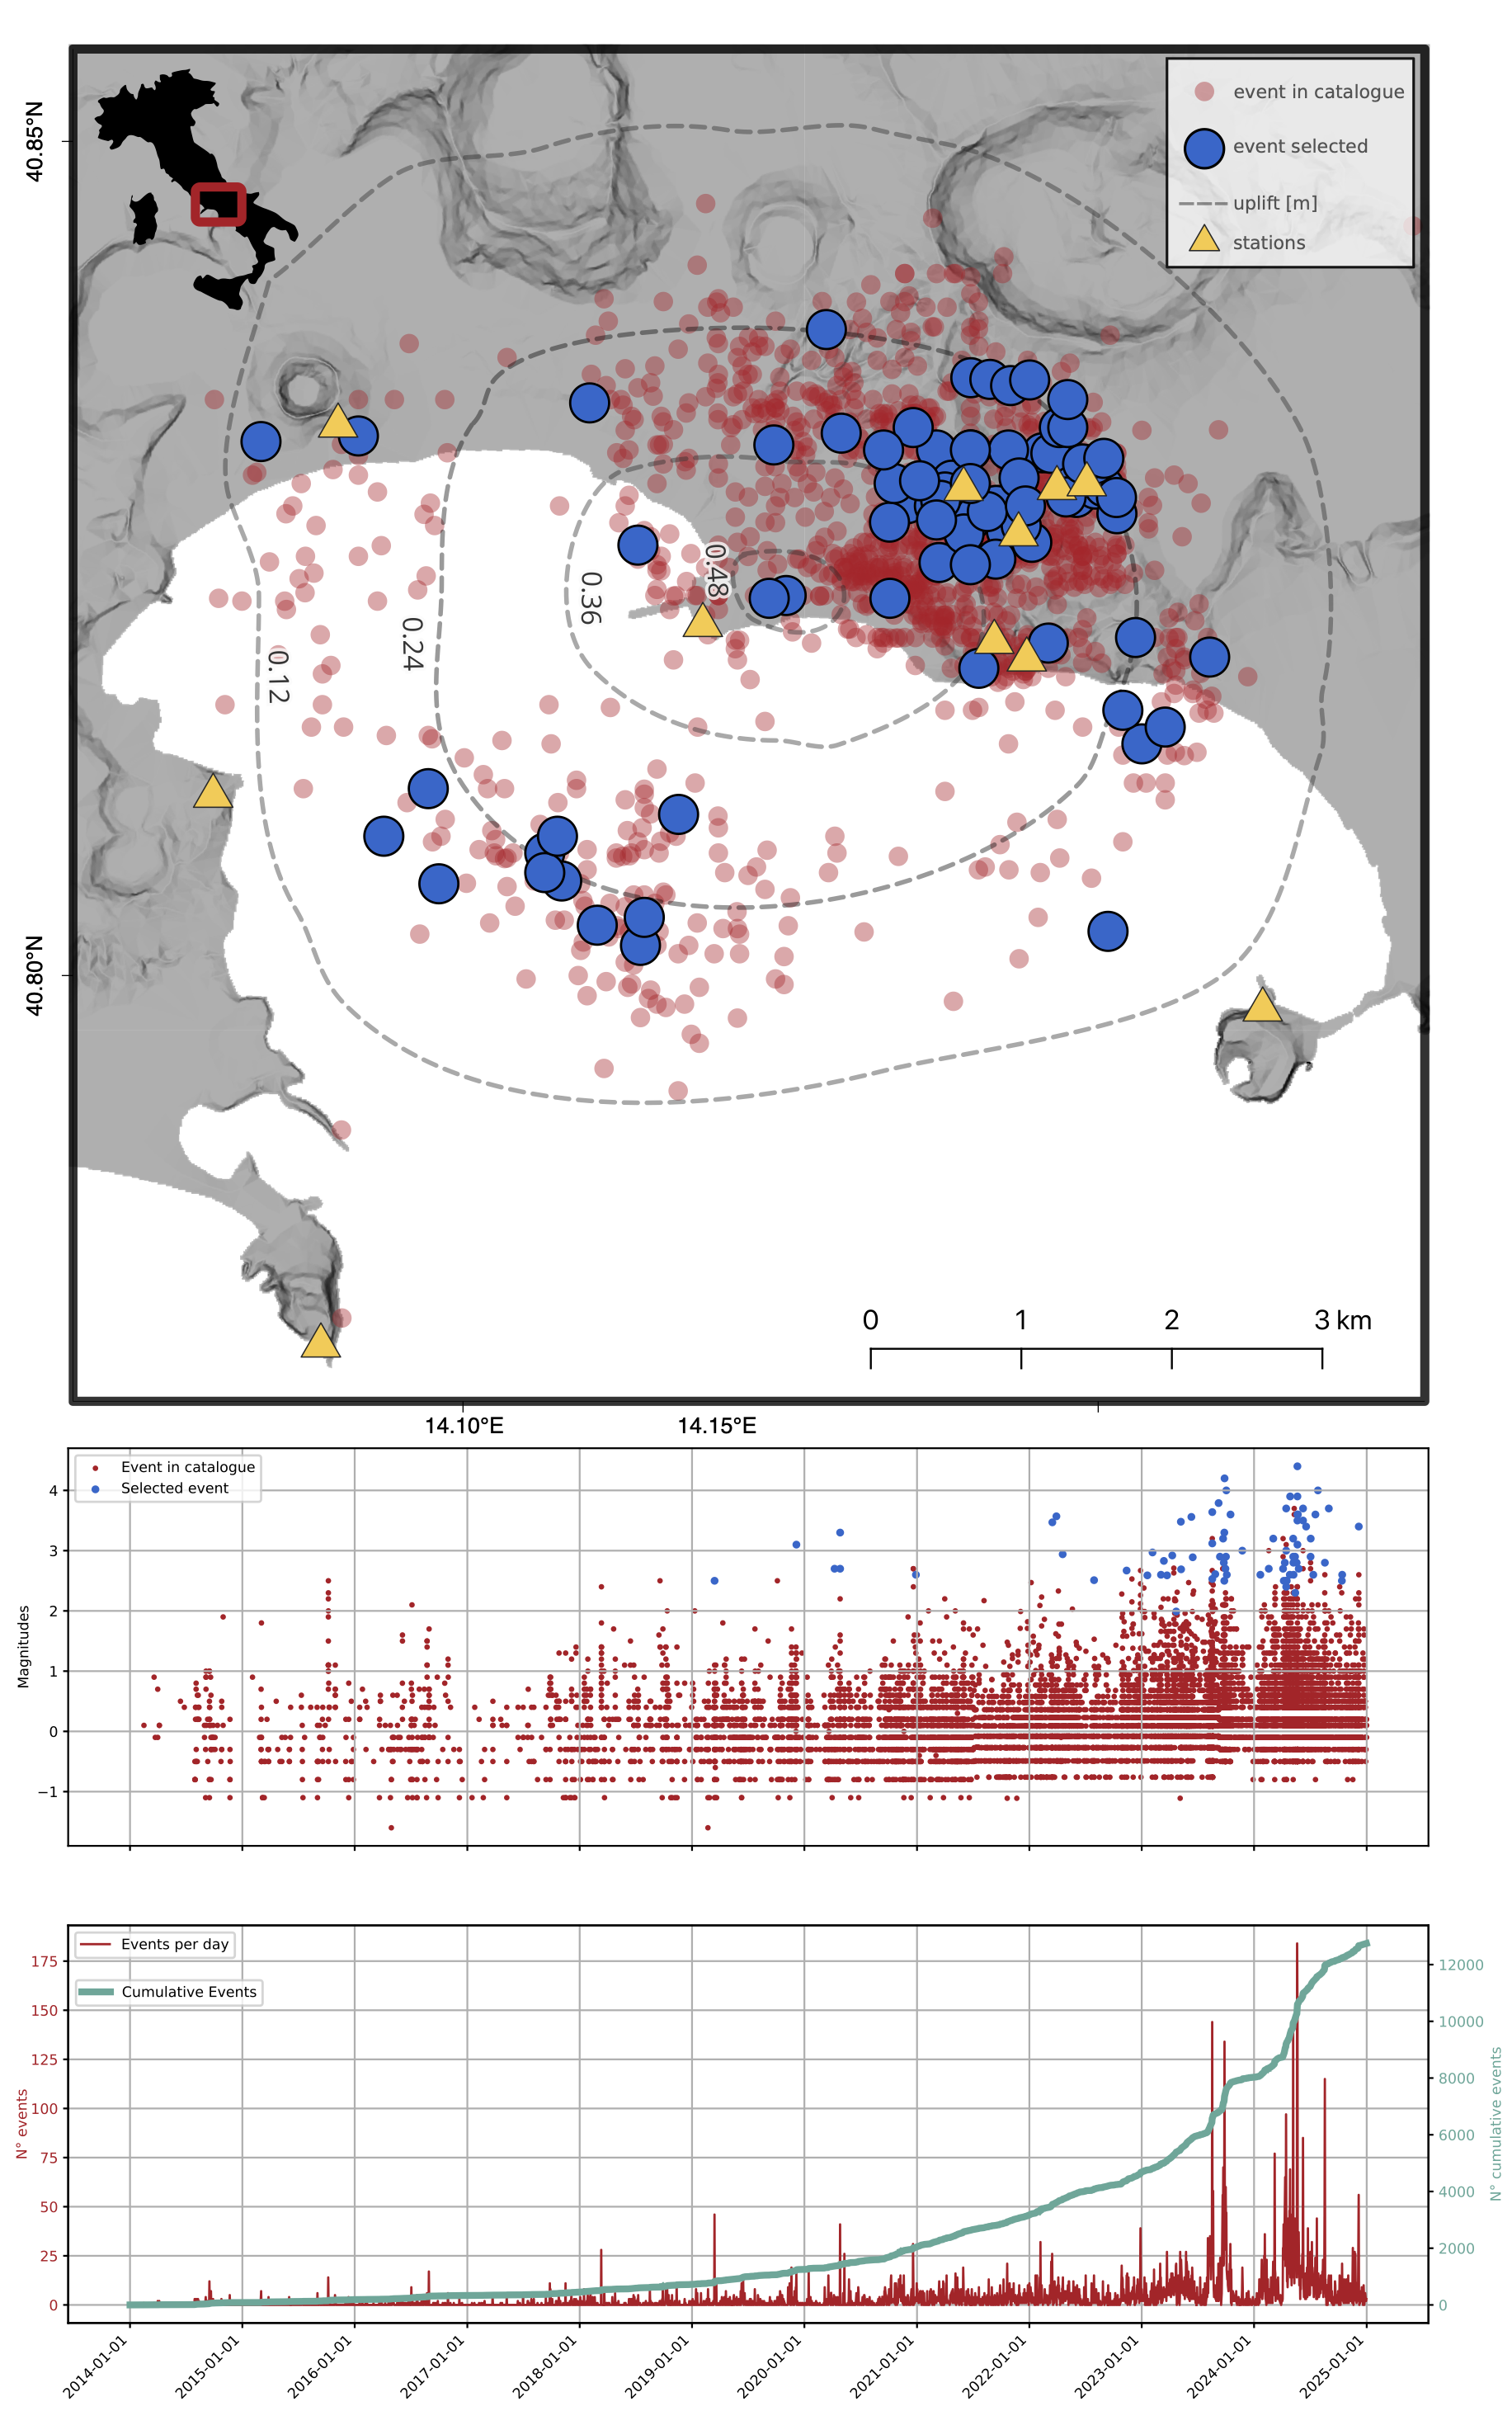 event in catalogue
event selected
uplift [m]
stations
40.85°N
0.48
0.36
0.24
0.12
40.80°N
0 1 2 3 km
14.10°E 14.15°E
Event in catalogue
Selected event
Magnitudes
4
3
2
1
0
−1
Events per day
Cumulative Events
N° events
175
150
125
100
75
50
25
0
12000
10000
8000
6000
4000
2000
0
N° cumulative events
2014-01-01 2015-01-01 2016-01-01 2017-01-01 2018-01-01 2019-01-01 2020-01-01 2021-01-01 2022-01-01 2023-01-01 2024-01-01 2025-01-01